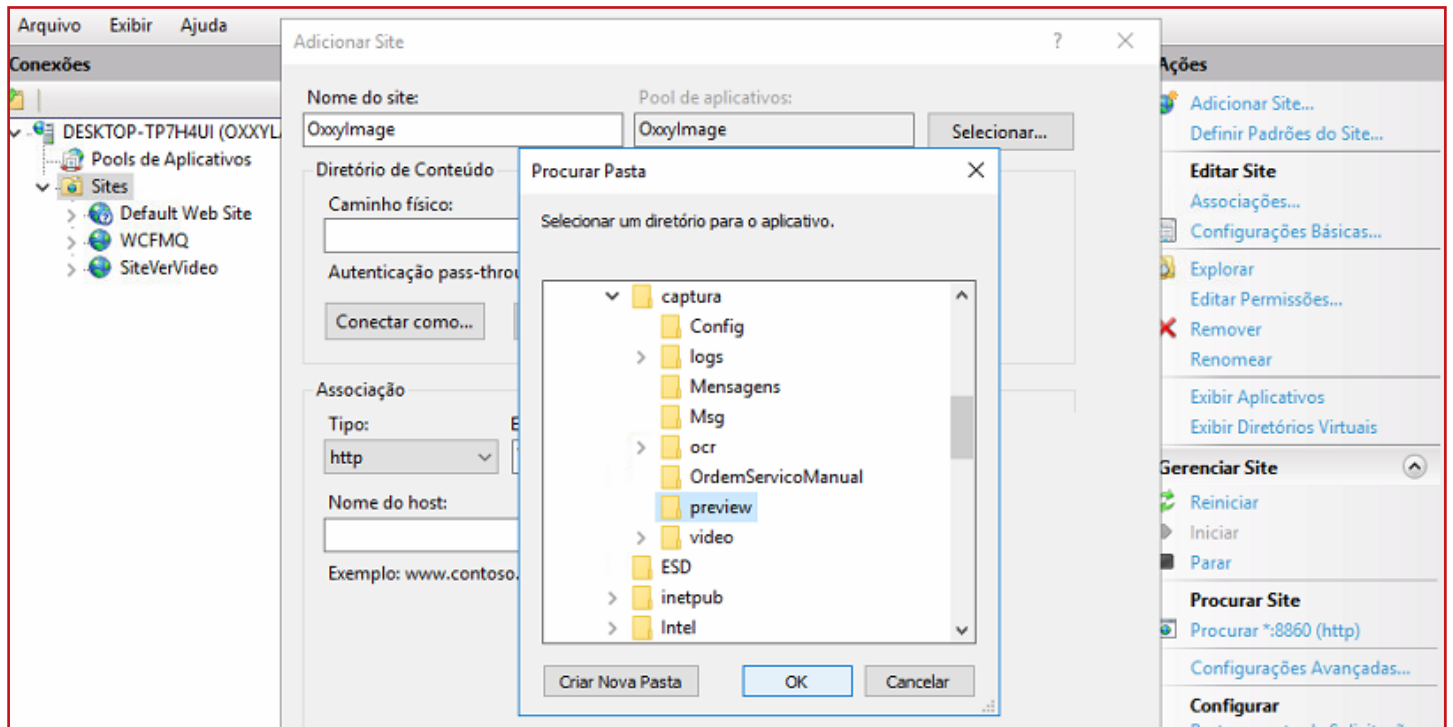 Arquivo Exibir Ajuda
Conexões
DESKTOP-TP7H4UI (OXXYL
Pools de Aplicativos
Sites
Default Web Site
WCFMQ
SiteVerVideo
Adicionar Site
?
Nome do site:
Pool de aplicativos:
OxxyImage
OxxyImage
Selecionar...
Diretório de Conteúdo
Caminho físico:
Autenticação pass-throu
Conectar como...
Associação
Tipo:
http
Nome do host:
Exemplo: www.contoso.
Procurar Pasta
Selecionar um diretório para o aplicativo.
captura
Config
logs
Mensagens
Msg
ocr
OrdemServicoManual
preview
video
ESD
inetpub
Intel
Criar Nova Pasta
OK
Cancelar
Ações
Adicionar Site...
Definir Padrões do Site...
Editar Site
Associações...
Configurações Básicas...
Explorar
Editar Permissões...
Remover
Renomear
Exibir Aplicativos
Exibir Diretórios Virtuais
Gerenciar Site
Reiniciar
Iniciar
Parar
Procurar Site
Procurar *:8860 (http)
Configurações Avançadas...
Configurar